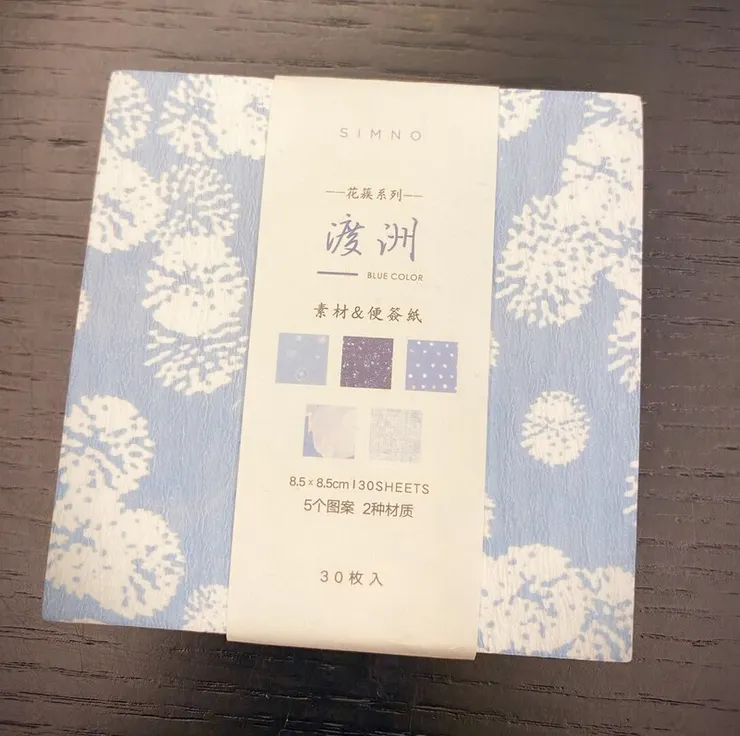 SIMNO
——花簇系列——
渡洲
BLUE COLOR
素材&便簽紙
8.5×8.5cm | 30SHEETS
5个图案 2种材质
30枚入